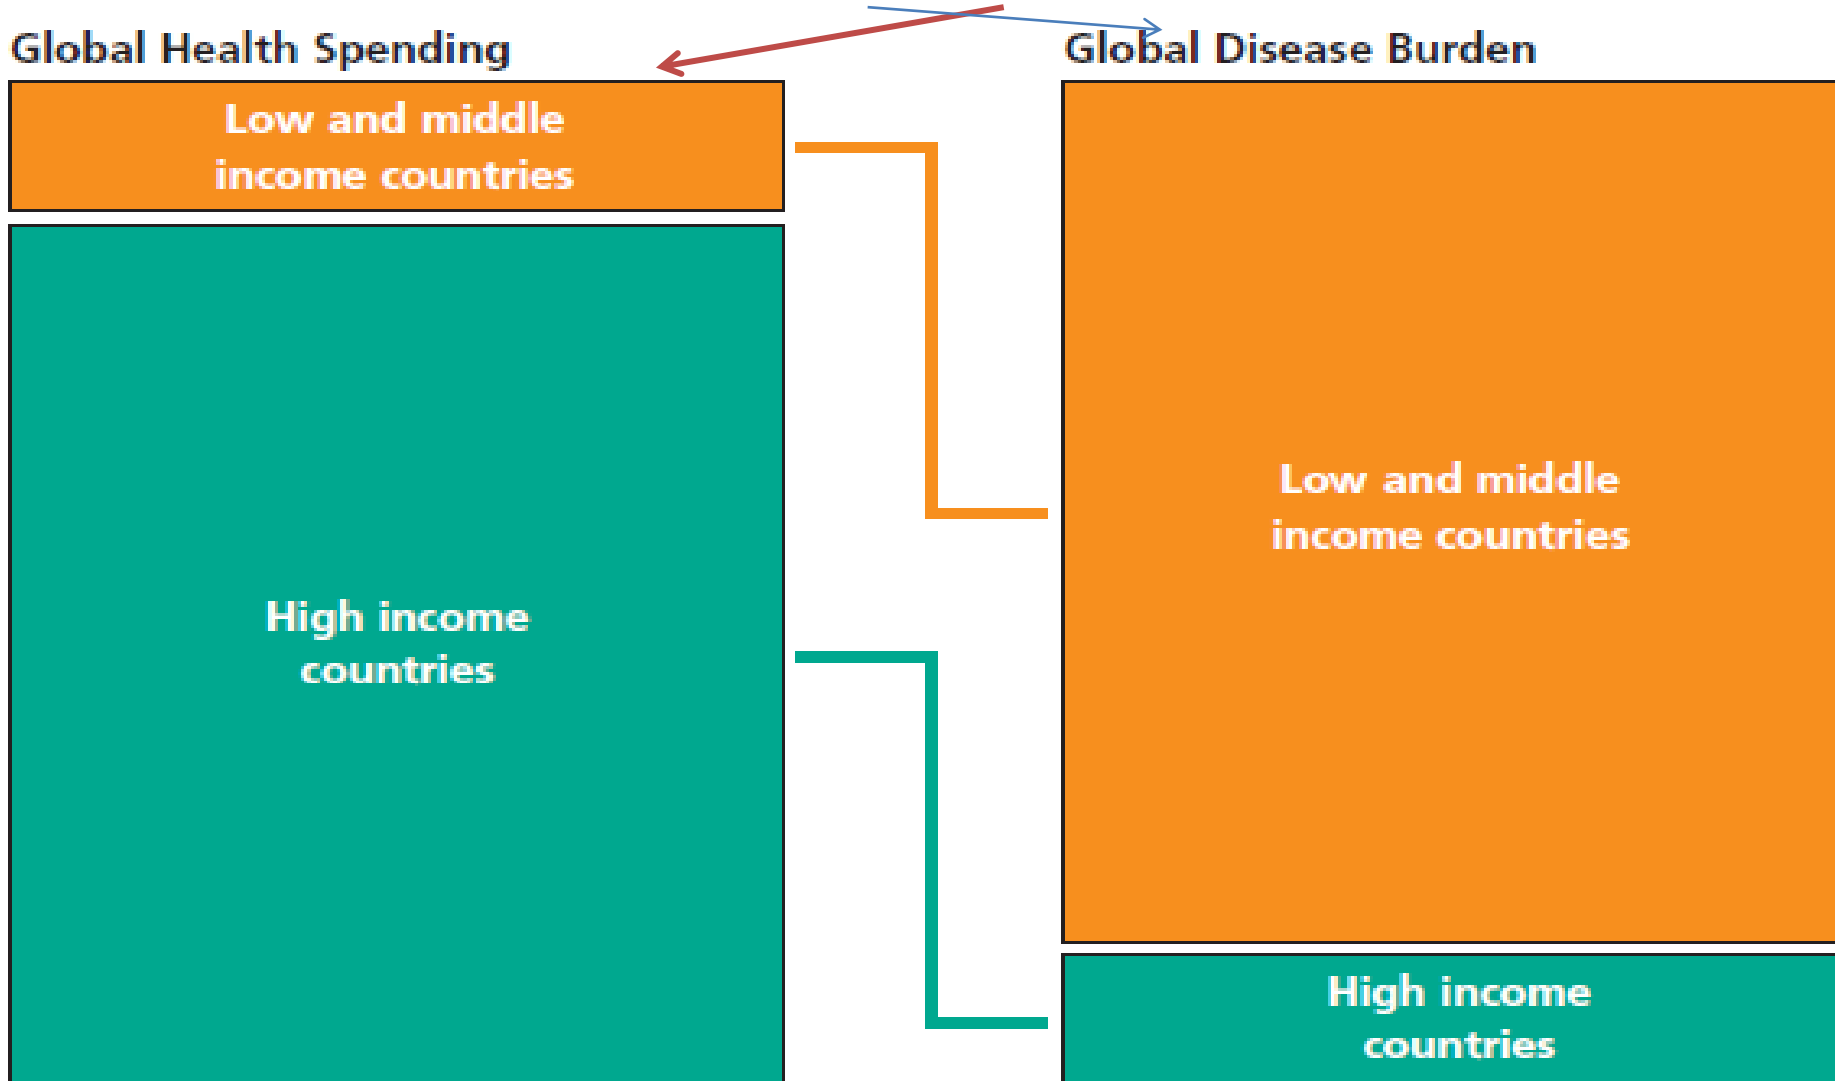 Global Health Spending
Low and middle
income countries
High income
countries
Global Disease Burden
Low and middle
income countries
High income
countries